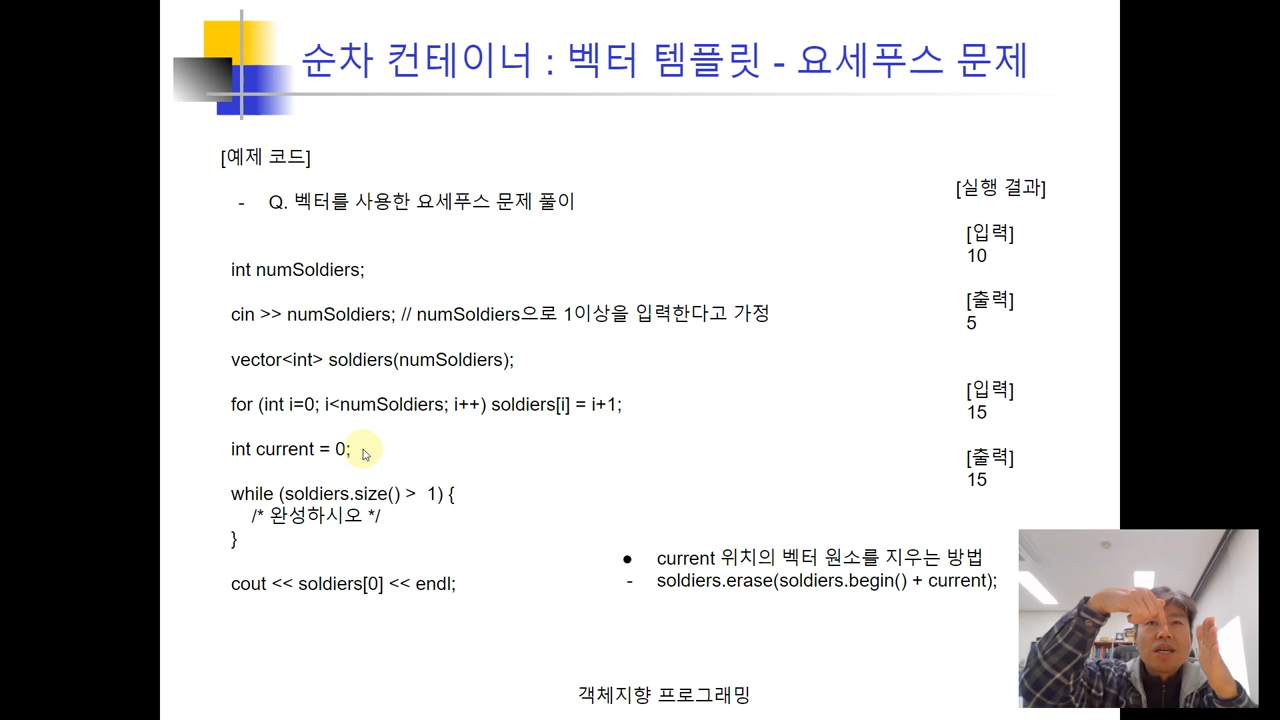 순차 컨테이너 : 벡터 템플릿 - 요세푸스 문제
[예제 코드]
- Q. 벡터를 사용한 요세푸스 문제 풀이
int numSoldiers;
cin >> numSoldiers; // numSoldiers으로 1이상을 입력한다고 가정
vector<int> soldiers(numSoldiers);
for (int i=0; i<numSoldiers; i++) soldiers[i] = i+1;
int current = 0;
while (soldiers.size() > 1) {
/* 완성하시오 */
}
cout << soldiers[0] << endl;
[실행 결과]
[입력]
10
[출력]
5
[입력]
15
[출력]
15
● current 위치의 벡터 원소를 지우는 방법
- soldiers.erase(soldiers.begin() + current);
객체지향 프로그래밍